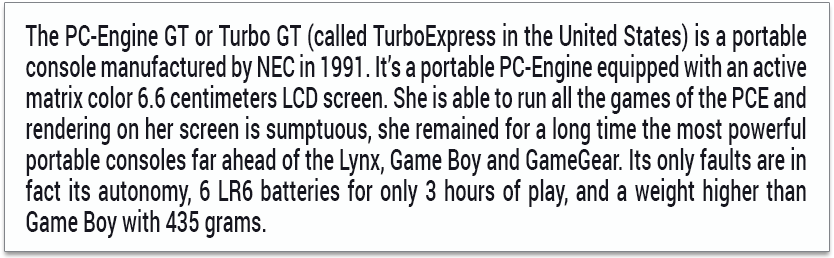 The PC-Engine GT or Turbo GT (called TurboExpress in the United States) is a portable
console manufactured by NEC in 1991. It's a portable PC-Engine equipped with an active
matrix color 6.6 centimeters LCD screen. She is able to run all the games of the PCE and
rendering on her screen is sumptuous, she remained for a long time the most powerful
portable consoles far ahead of the Lynx, Game Boy and GameGear. Its only faults are in
fact its autonomy, 6 LR6 batteries for only 3 hours of play, and a weight higher than
Game Boy with 435 grams.